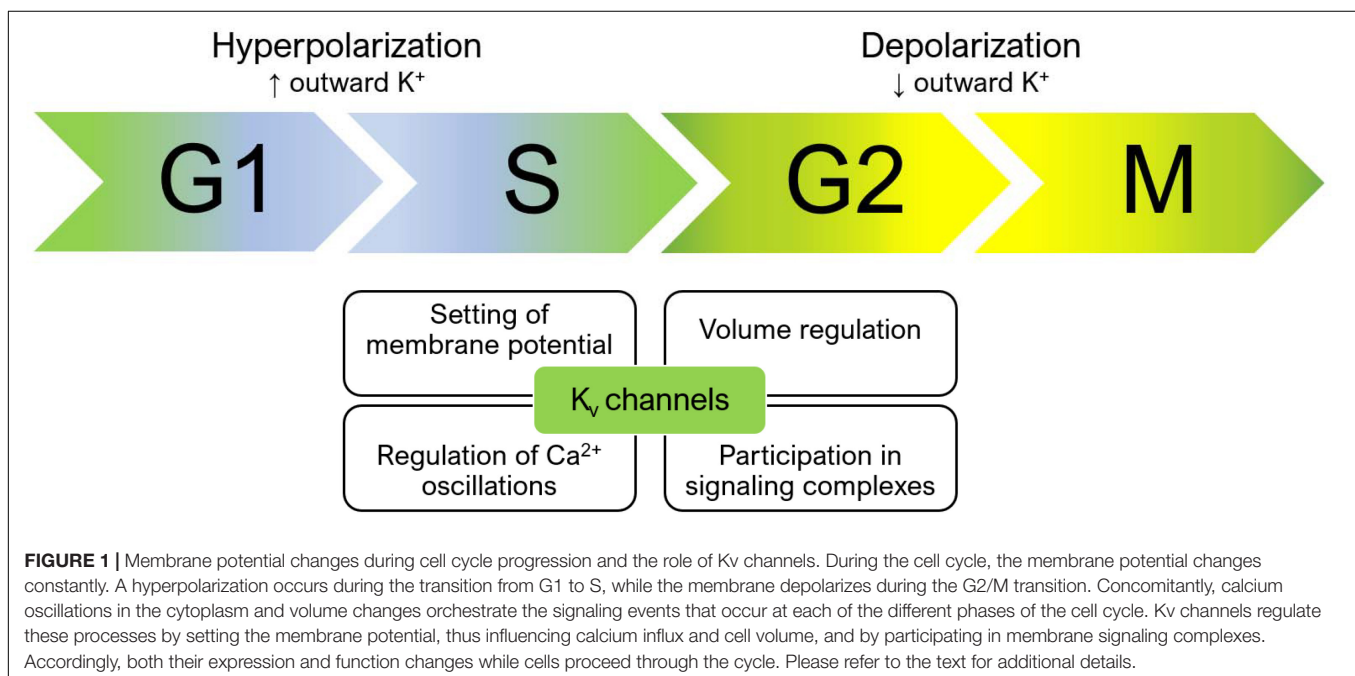 Hyperpolarization
↑ outward K⁺
Depolarization
↓ outward K⁺
G1
S
G2
M
Setting of
membrane potential
Volume regulation
Kᵥ channels
Regulation of Ca²⁺
oscillations
Participation in
signaling complexes
FIGURE 1 | Membrane potential changes during cell cycle progression and the role of Kv channels. During the cell cycle, the membrane potential changes
constantly. A hyperpolarization occurs during the transition from G1 to S, while the membrane depolarizes during the G2/M transition. Concomitantly, calcium
oscillations in the cytoplasm and volume changes orchestrate the signaling events that occur at each of the different phases of the cell cycle. Kv channels regulate
these processes by setting the membrane potential, thus influencing calcium influx and cell volume, and by participating in membrane signaling complexes.
Accordingly, both their expression and function changes while cells proceed through the cycle. Please refer to the text for additional details.